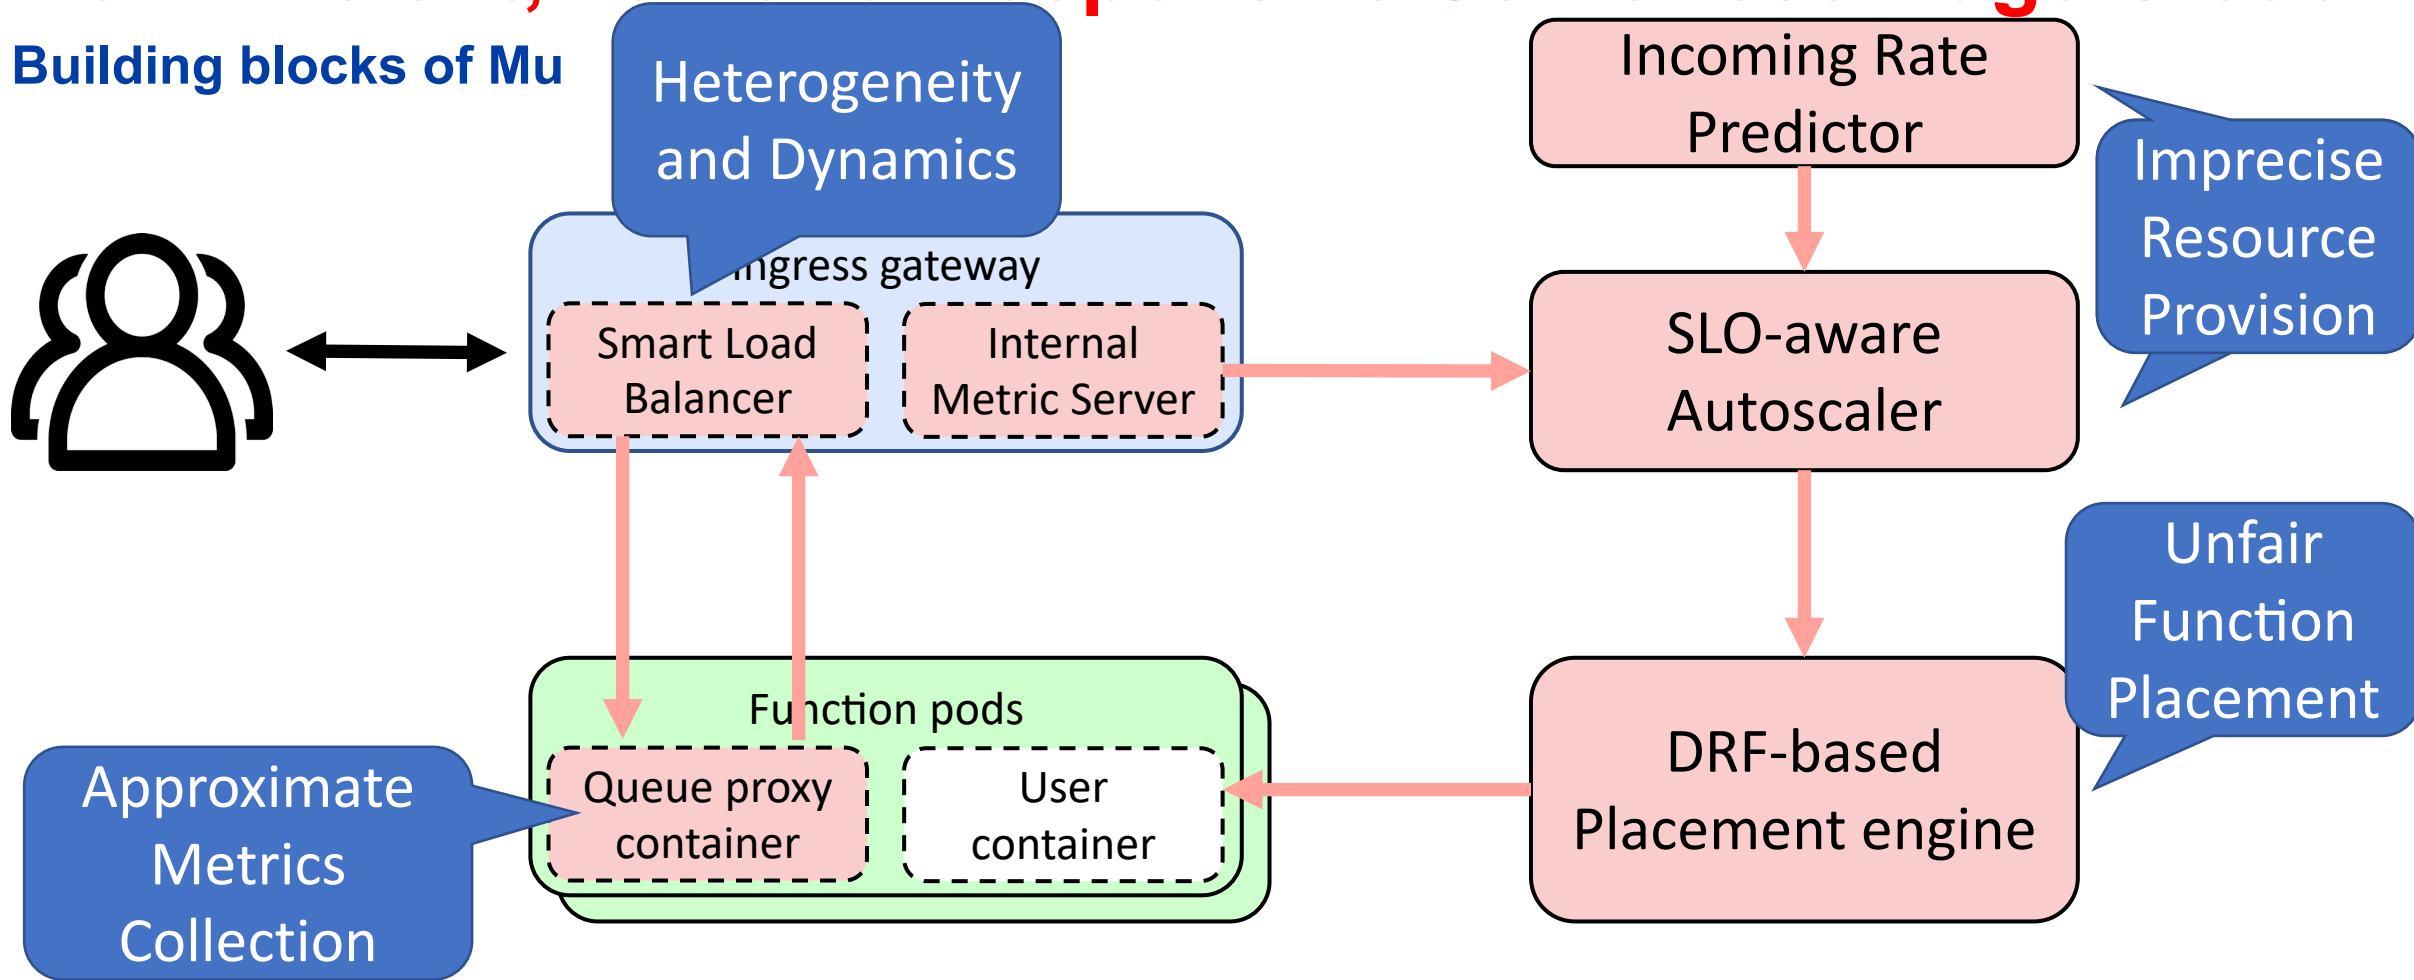 Building blocks of Mu
Heterogeneity
and Dynamics
Incoming Rate
Predictor
Imprecise
Resource
Provision
gateway
Smart Load
Balancer
Internal
Metric Server
SLO-aware
Autoscaler
Unfair
Function
Placement
Function pods
Queue proxy
container
User
container
DRF-based
Placement engine
Approximate
Metrics
Collection